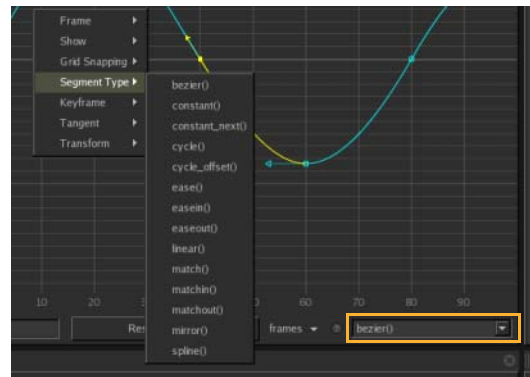 Frame
Show
Grid Snapping
Segment Type
Keyframe
Tangent
Transform
bezier()
constant()
constant_next()
cycle()
cycle_offset()
ease()
easein()
easeout()
linear()
match()
matchin()
matchout()
mirror()
spline()
10 20 60 70 80 90
Res
frames
bezier()